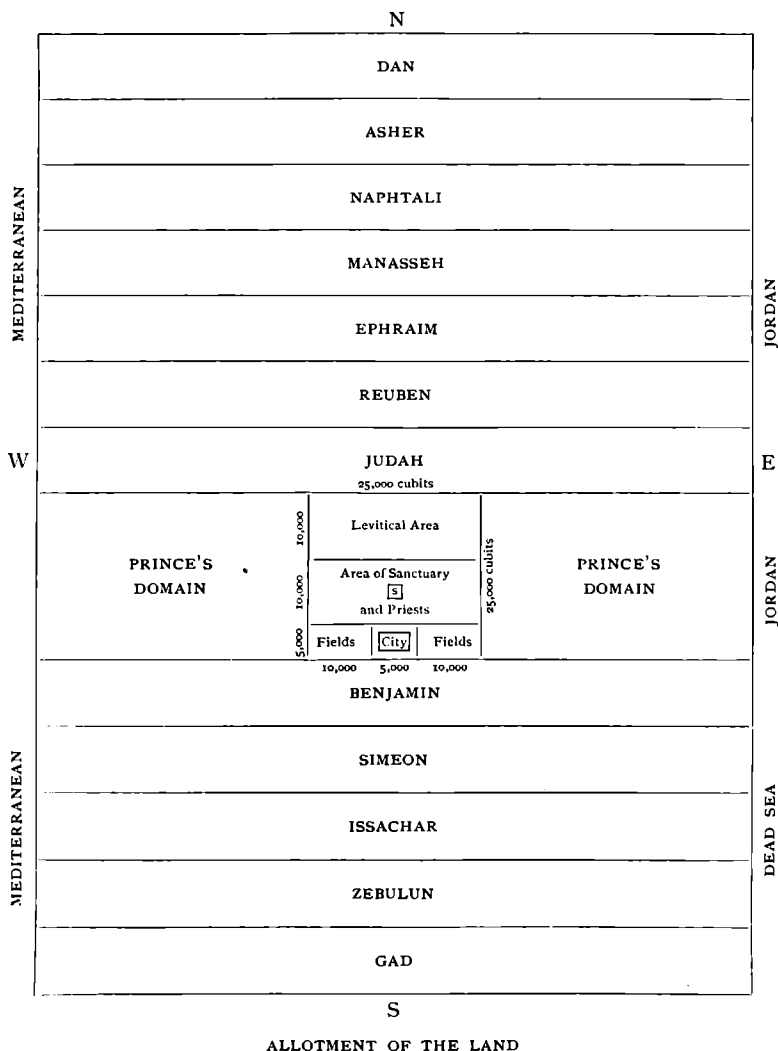 N
DAN
ASHER
NAPHTALI
MEDITERRANEAN
MANASSEH
JORDAN
EPHRAIM
REUBEN
W
JUDAH
E
25,000 cubits
10,000
Levitical Area
PRINCE'S
DOMAIN
10,000
Area of Sanctuary
S
and Priests
25,000 cubits
PRINCE'S
DOMAIN
JORDAN
5,000
Fields
City
Fields
10,000
5,000
10,000
BENJAMIN
MEDITERRANEAN
SIMEON
ISSACHAR
DEAD SEA
ZEBULUN
GAD
S
ALLOTMENT OF THE LAND